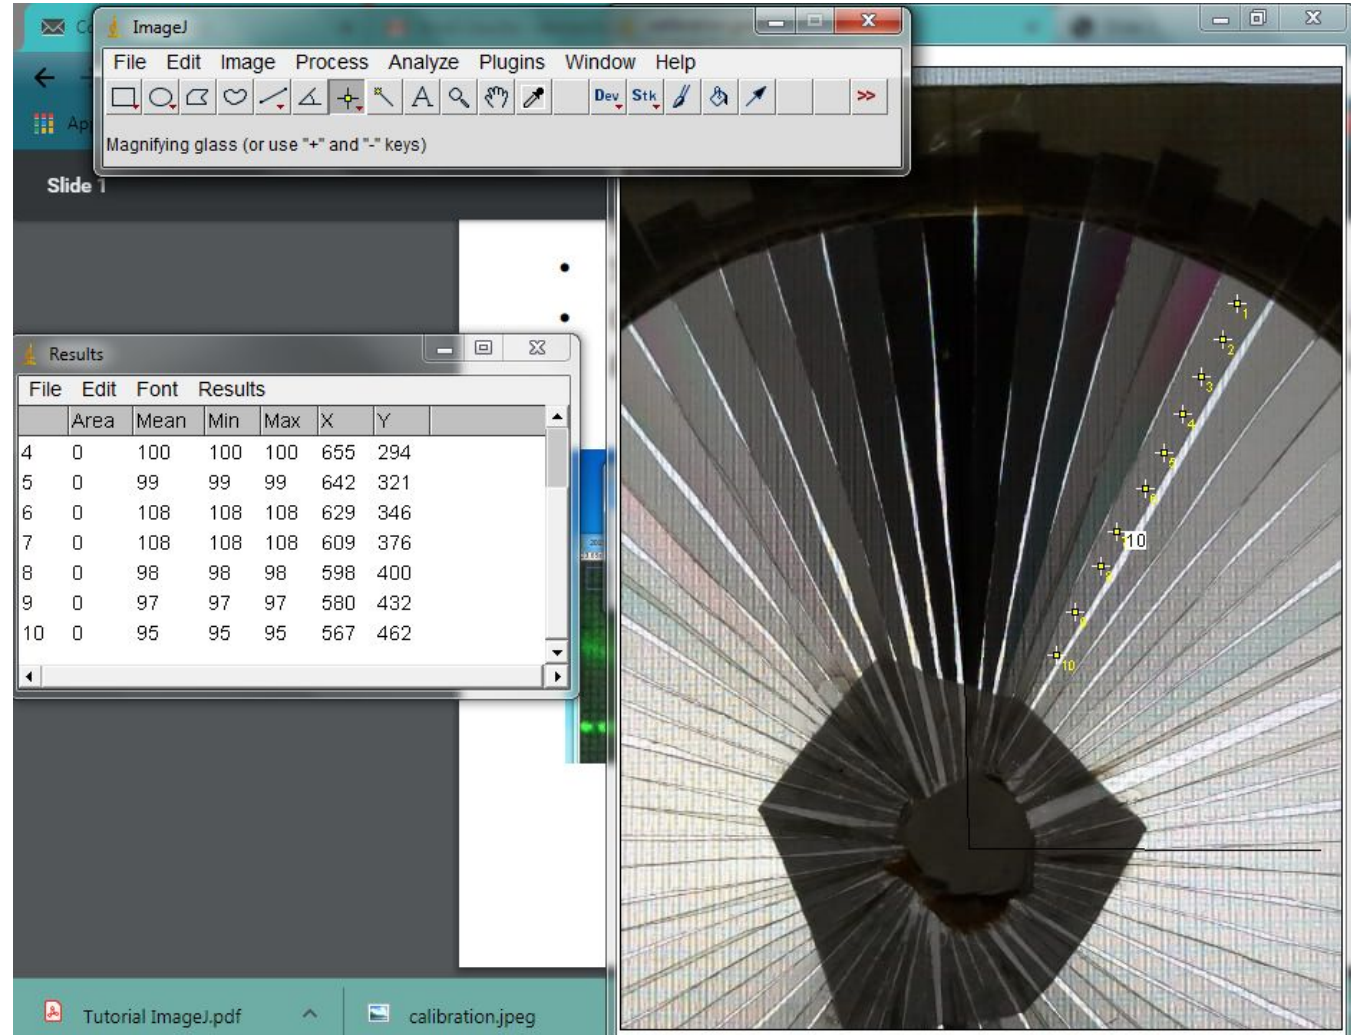 ImageJ
File Edit Image Process Analyze Plugins Window Help
A Dev Stk >>
Magnifying glass (or use "+" and "-" keys)
Slide 1
Results
File Edit Font Results
Area Mean Min Max X Y
4 0 100 100 100 655 294
5 0 99 99 99 642 321
6 0 108 108 108 629 346
7 0 108 108 108 609 376
8 0 98 98 98 598 400
9 0 97 97 97 580 432
10 0 95 95 95 567 462
1
2
3
4
5
6
10
8
9
10
Tutorial ImageJ.pdf
calibration.jpeg